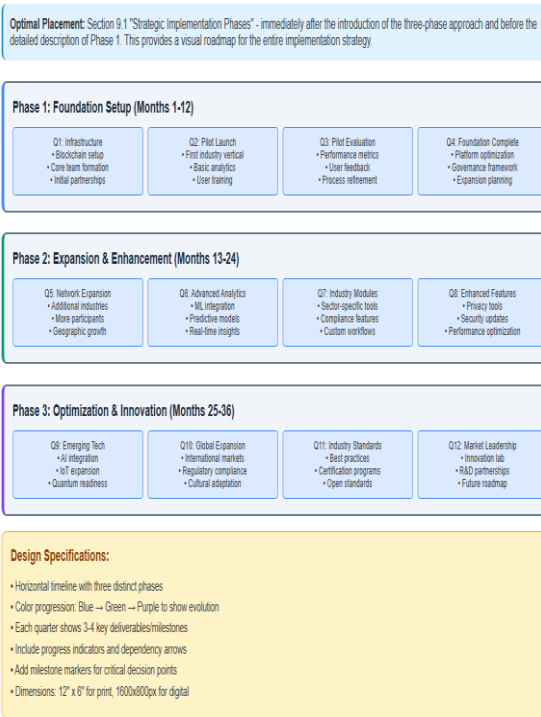 Optimal Placement: Section 9.1 "Strategic Implementation Phases" - immediately after the introduction of the three-phase approach and before the
detailed description of Phase 1. This provides a visual roadmap for the entire implementation strategy.
Phase 1: Foundation Setup (Months 1-12)
Q1: Infrastructure
• Blockchain setup
• Core team formation
• Initial partnerships
Q2: Pilot Launch
• First industry vertical
• Basic analytics
• User training
Q3: Pilot Evaluation
• Performance metrics
• User feedback
• Process refinement
Q4: Foundation Complete
• Platform optimization
• Governance framework
• Expansion planning
Phase 2: Expansion & Enhancement (Months 13-24)
Q5: Network Expansion
• Additional industries
• More participants
• Geographic growth
Q6: Advanced Analytics
• ML integration
• Predictive models
• Real-time insights
Q7: Industry Modules
• Sector-specific tools
• Compliance features
• Custom workflows
Q8: Enhanced Features
• Privacy tools
• Security updates
• Performance optimization
Phase 3: Optimization & Innovation (Months 25-36)
Q9: Emerging Tech
• AI integration
• IoT expansion
• Quantum readiness
Q10: Global Expansion
• International markets
• Regulatory compliance
• Cultural adaptation
Q11: Industry Standards
• Best practices
• Certification programs
• Open standards
Q12: Market Leadership
• Innovation lab
• R&D partnerships
• Future roadmap
Design Specifications:
• Horizontal timeline with three distinct phases
• Color progression: Blue → Green → Purple to show evolution
• Each quarter shows 3-4 key deliverables/milestones
• Include progress indicators and dependency arrows
• Add milestone markers for critical decision points
• Dimensions: 12" x 6" for print, 1600x800px for digital